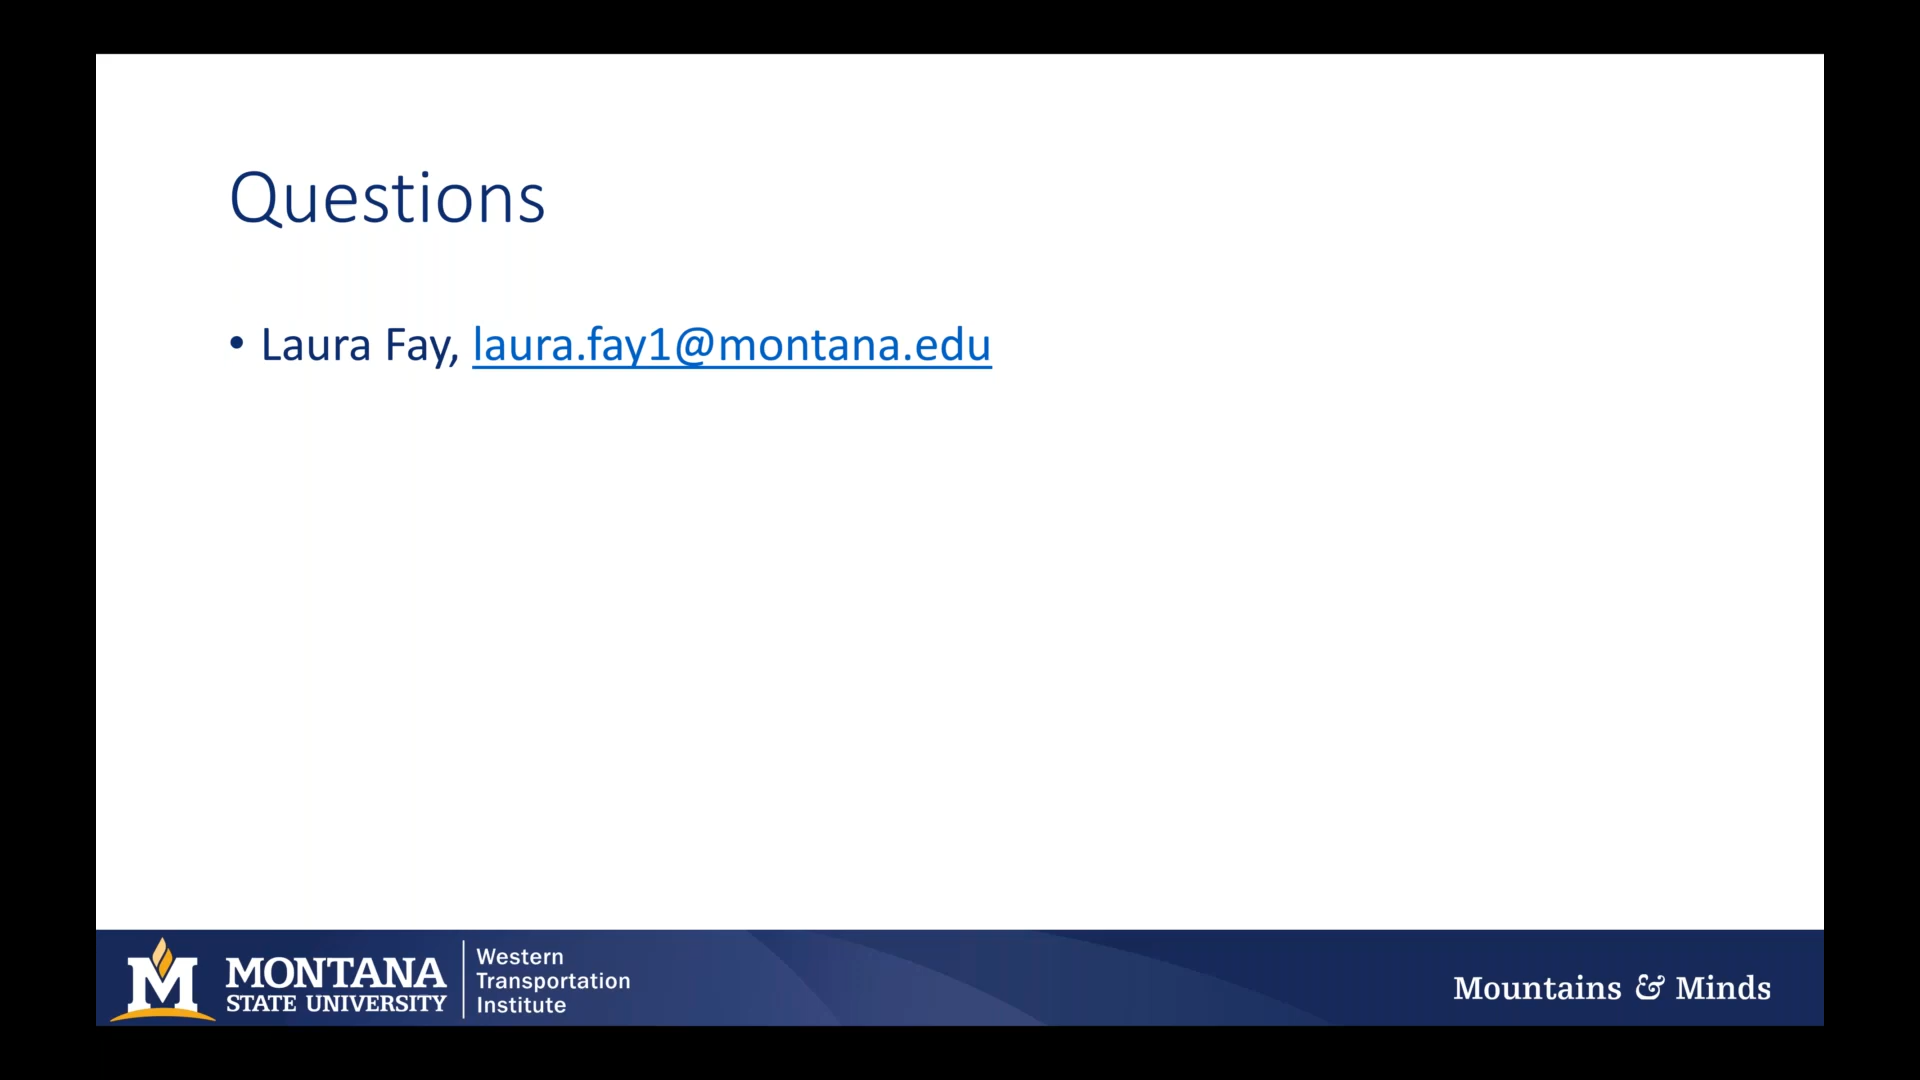 Questions
• Laura Fay, laura.fay1@montana.edu
M MONTANA
STATE UNIVERSITY
Western
Transportation
Institute
Mountains & Minds